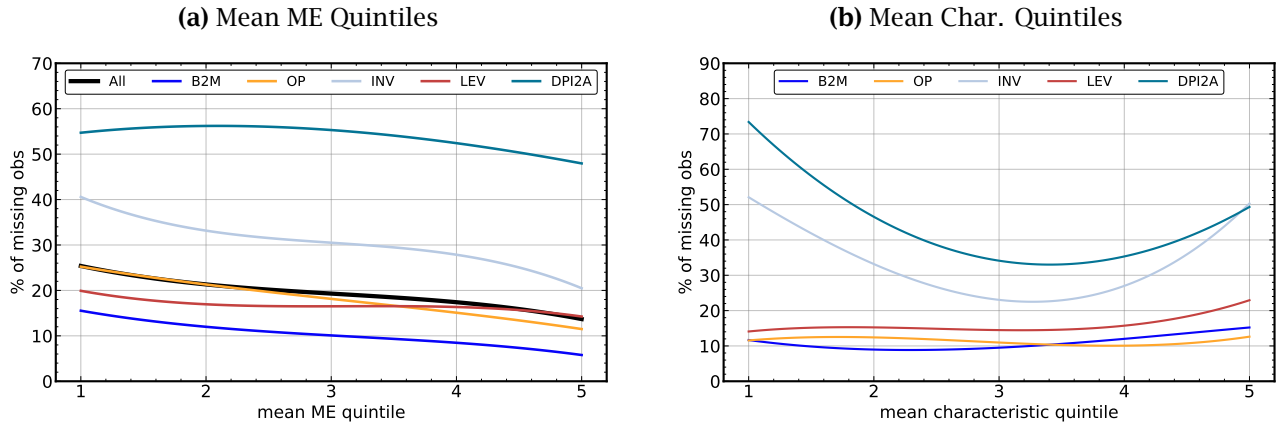 (a) Mean ME Quintiles
70
60
50
40
30
20
10
0
% of missing obs
All B2M OP INV LEV DPI2A
1 2 3 4 5
mean ME quintile
(b) Mean Char. Quintiles
90
80
70
60
50
40
30
20
10
0
% of missing obs
B2M OP INV LEV DPI2A
1 2 3 4 5
mean characteristic quintile